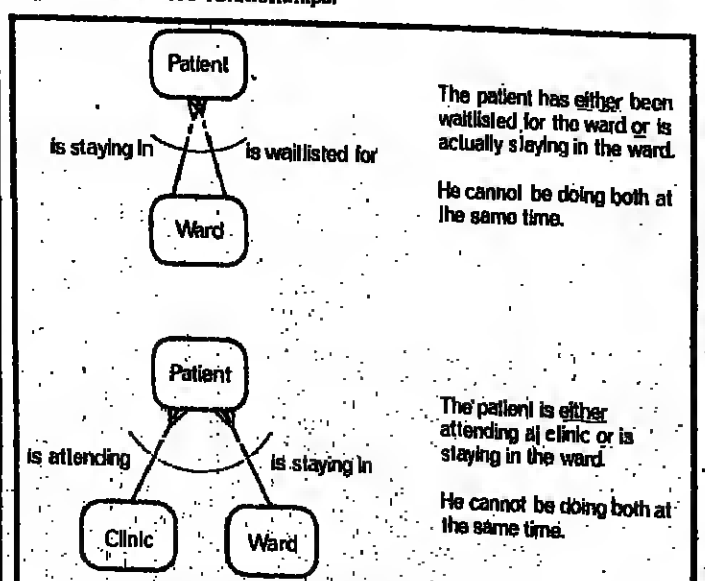 Patient
The patient has either been
waitlisted for the ward or is
actually staying in the ward.
is staying in
is waitlisted for
He cannot be doing both at
the same time.
Ward
Patient
The patient is either
attending a clinic or is
staying in the ward.
is attending
is staying in
He cannot be doing both at
the same time.
Clinic
Ward